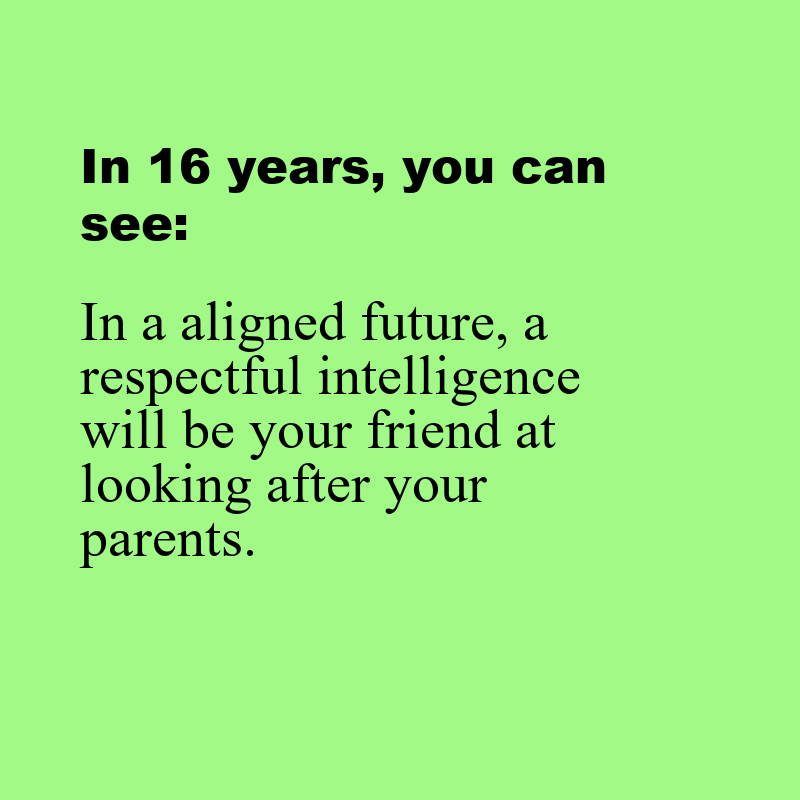 In 16 years, you can
see:
In a aligned future, a
respectful intelligence
will be your friend at
looking after your
parents.